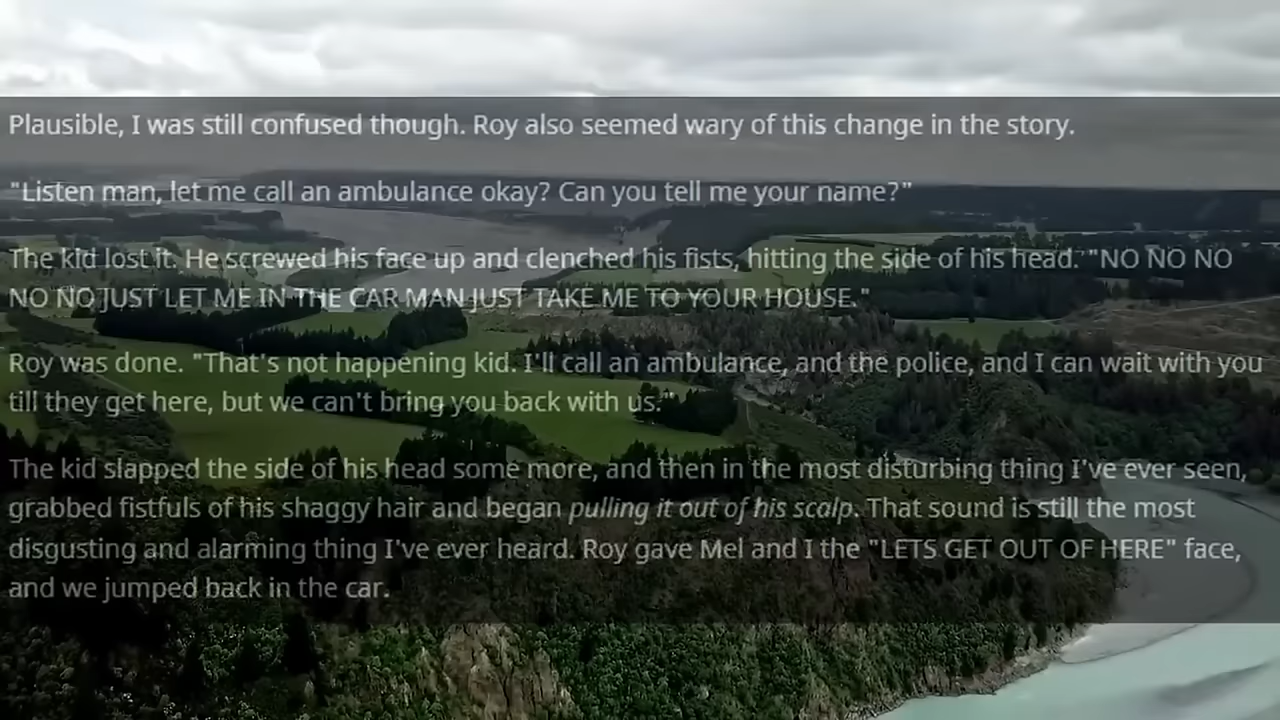 Plausible, I was still confused though. Roy also seemed wary of this change in the story.
"Listen man, let me call an ambulance okay? Can you tell me your name?"
The kid lost it. He screwed his face up and clenched his fists, hitting the side of his head. "NO NO NO
NO NO JUST LET ME IN THE CAR MAN JUST TAKE ME TO YOUR HOUSE."
Roy was done. "That's not happening kid. I'll call an ambulance, and the police, and I can wait with you
till they get here, but we can't bring you back with us."
The kid slapped the side of his head some more, and then in the most disturbing thing I've ever seen,
grabbed fistfuls of his shaggy hair and began pulling it out of his scalp. That sound is still the most
disgusting and alarming thing I've ever heard. Roy gave Mel and I the "LETS GET OUT OF HERE" face,
and we jumped back in the car.